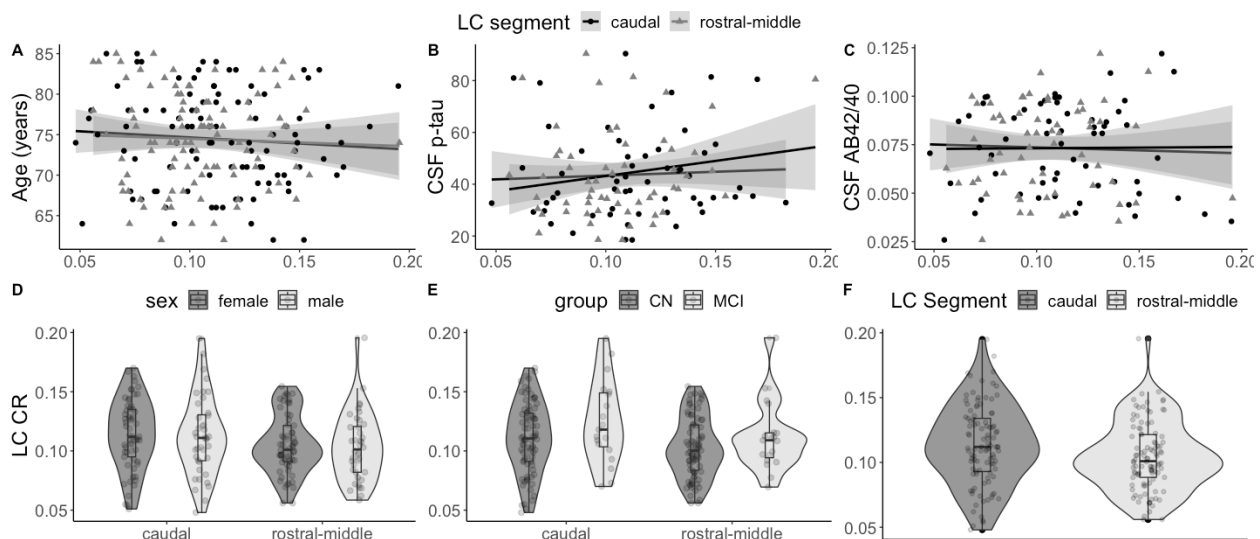 LC segment caudal rostral-middle
A B C
Age (years)
85
80
75
70
65
0.05 0.10 0.15 0.20
CSF p-tau
80
60
40
20
0.05 0.10 0.15 0.20
CSF AB42/40
0.125
0.100
0.075
0.050
0.025
0.05 0.10 0.15 0.20
D sex female male
E group CN MCI
F LC Segment caudal rostral-middle
LC CR
0.20
0.15
0.10
0.05
caudal rostral-middle
0.20
0.15
0.10
0.05
caudal rostral-middle
0.20
0.15
0.10
0.05